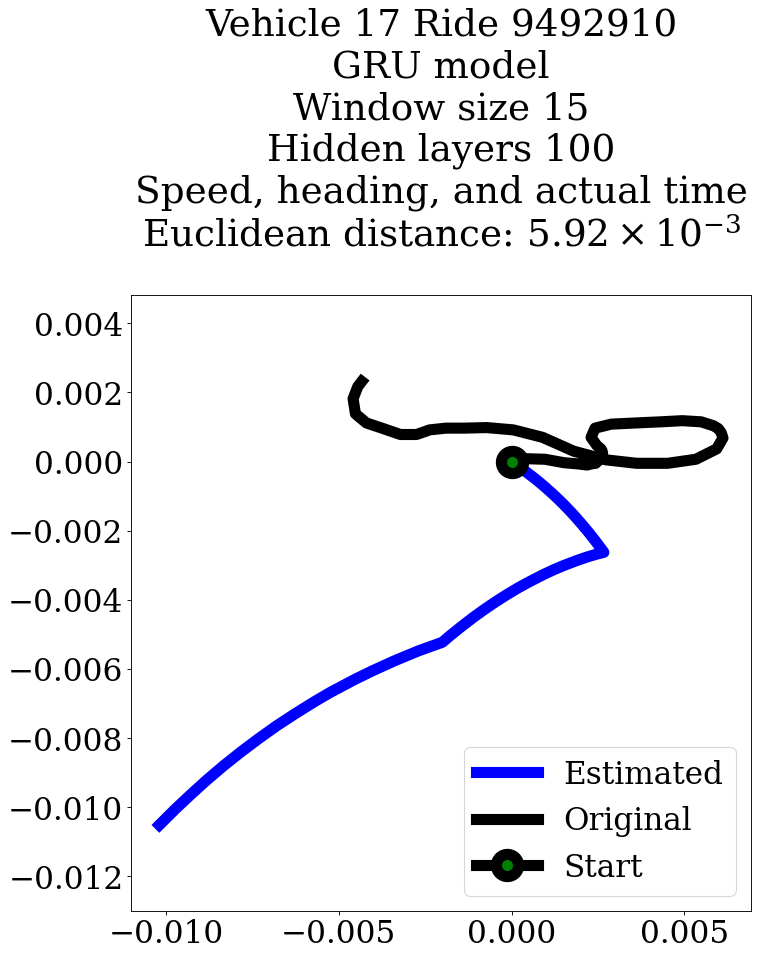 Vehicle 17 Ride 9492910
GRU model
Window size 15
Hidden layers 100
Speed, heading, and actual time
Euclidean distance: 5.92 × 10⁻³
0.004
0.002
0.000
−0.002
−0.004
−0.006
−0.008
−0.010
−0.012
Estimated
Original
Start
−0.010 −0.005 0.000 0.005